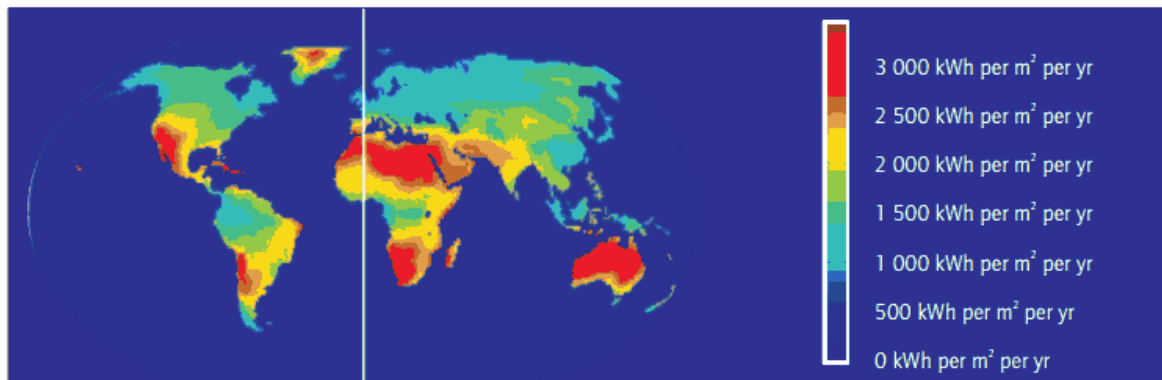 3 000 kWh per m² per yr
2 500 kWh per m² per yr
2 000 kWh per m² per yr
1 500 kWh per m² per yr
1 000 kWh per m² per yr
500 kWh per m² per yr
0 kWh per m² per yr